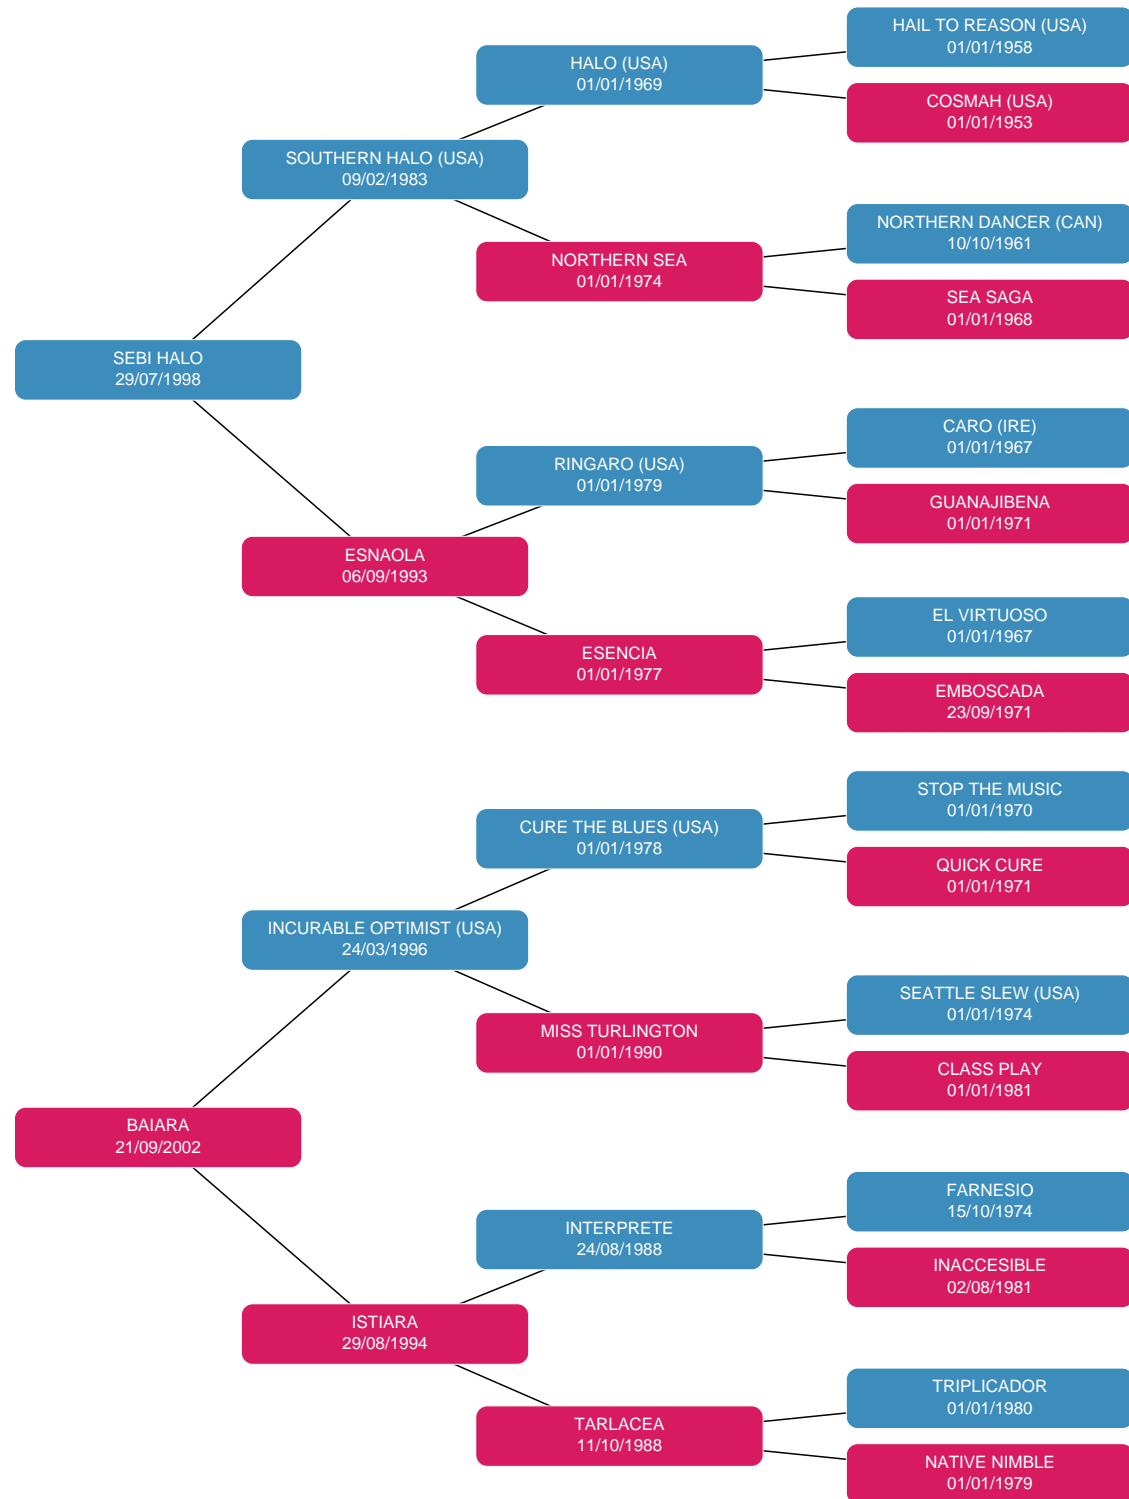 HAIL TO REASON (USA)
01/01/1958
HALO (USA)
01/01/1969
COSMAH (USA)
01/01/1953
SOUTHERN HALO (USA)
09/02/1983
NORTHERN DANCER (CAN)
10/10/1961
NORTHERN SEA
01/01/1974
SEA SAGA
01/01/1968
SEBI HALO
29/07/1998
CARO (IRE)
01/01/1967
RINGARO (USA)
01/01/1979
GUANAJIBENA
01/01/1971
ESNAOLA
06/09/1993
EL VIRTUOSO
01/01/1967
ESENCIA
01/01/1977
EMBOSCADA
23/09/1971
STOP THE MUSIC
01/01/1970
CURE THE BLUES (USA)
01/01/1978
QUICK CURE
01/01/1971
INCURABLE OPTIMIST (USA)
24/03/1996
SEATTLE SLEW (USA)
01/01/1974
MISS TURLINGTON
01/01/1990
CLASS PLAY
01/01/1981
BAIARA
21/09/2002
FARNESIO
15/10/1974
INTERPRETE
24/08/1988
INACCESIBLE
02/08/1981
ISTIARA
29/08/1994
TRIPLICADOR
01/01/1980
TARLACEA
11/10/1988
NATIVE NIMBLE
01/01/1979